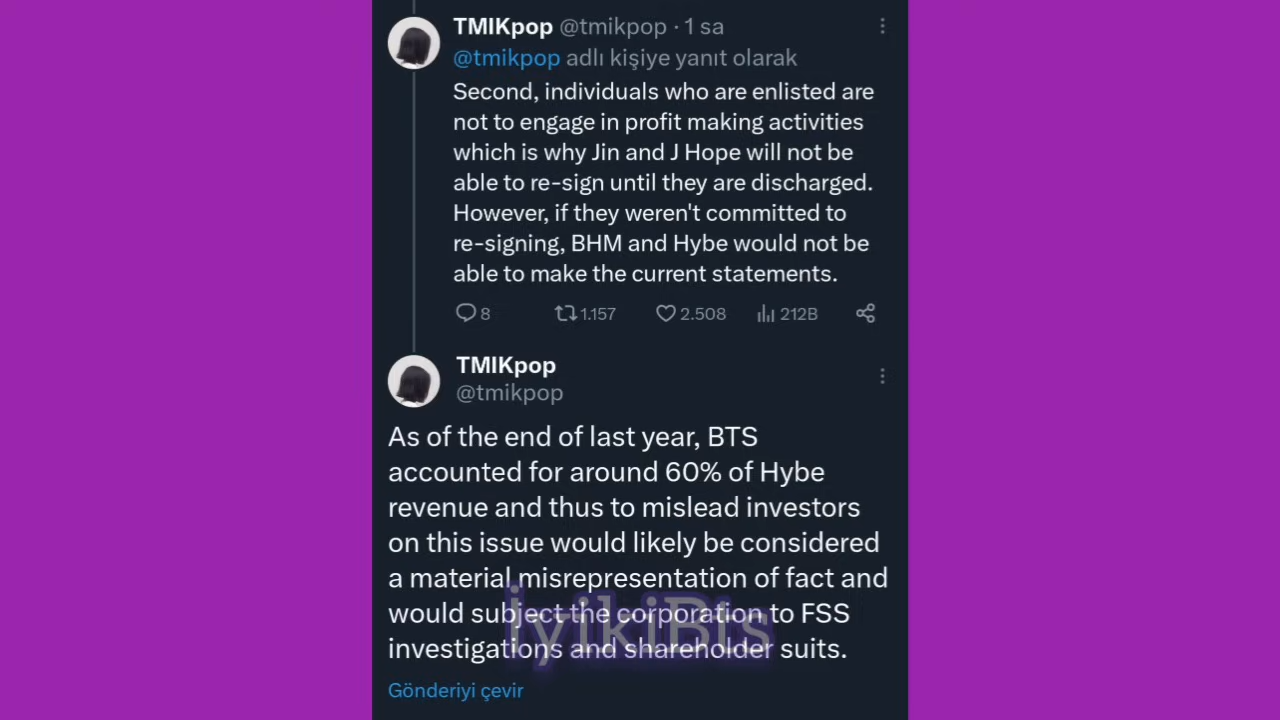 TMIKpop @tmikpop · 1 sa
@tmikpop adlı kişiye yanıt olarak
Second, individuals who are enlisted are
not to engage in profit making activities
which is why Jin and J Hope will not be
able to re-sign until they are discharged.
However, if they weren't committed to
re-signing, BHM and Hybe would not be
able to make the current statements.
8 1.157 2.508 212B
TMIKpop
@tmikpop
As of the end of last year, BTS
accounted for around 60% of Hybe
revenue and thus to mislead investors
on this issue would likely be considered
a material misrepresentation of fact and
would subject the corporation to FSS
investigations and shareholder suits.
İyikiBts
Gönderiyi çevir